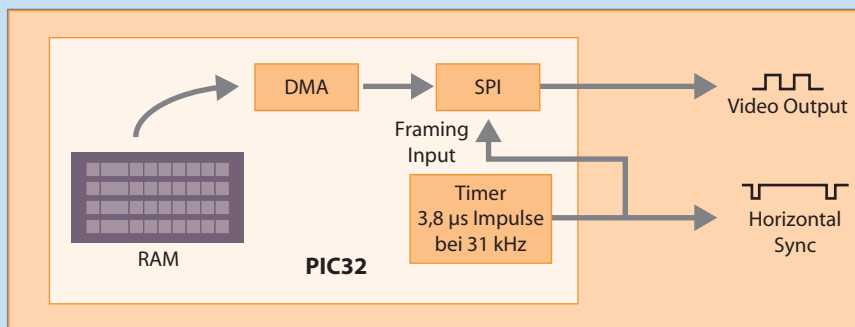 DMA
SPI
Video Output
Framing
Input
Timer
3,8 µs Impulse
bei 31 kHz
Horizontal
Sync
RAM
PIC32